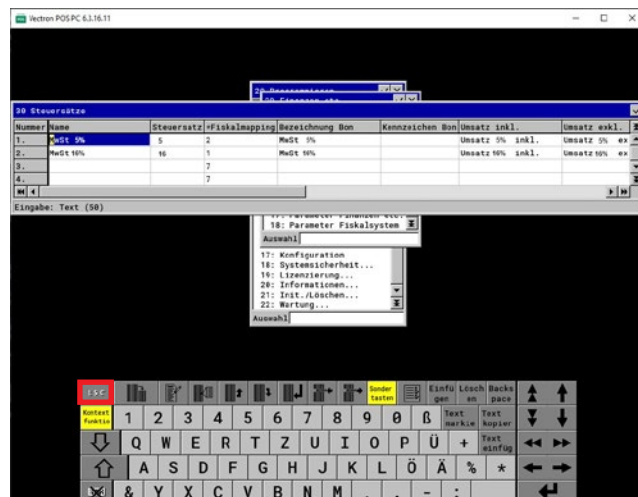 Vectron POS PC 6.3.16.11
30 Steuersätze
Nummer Name Steuersatz *Fiskalmapping Bezeichnung Bon Kennzeichen Bon Umsatz inkl. Umsatz exkl.
1. MwSt 5% 5 2 MwSt 5% Umsatz 5% inkl. Umsatz 5% ex
2. MwSt 16% 16 1 MwSt 16% Umsatz 16% inkl. Umsatz 16% ex
3. 7
4. 7
Eingabe: Text (50)
18: Parameter Fiskalsystem
Auswahl
17: Konfiguration
18: Systemsicherheit...
19: Lizenzierung...
20: Informationen...
21: Init./Löschen...
22: Wartung...
Auswahl
ESC Sonder tasten Einfü gen Lösch en Backs pace
Kontext Funktio 1 2 3 4 5 6 7 8 9 0 ß Text markie Text kopier
Q W E R T Z U I O P Ü + Text einfüg
A S D F G H J K L Ö Ä % *
& Y X C V B N M , . - :